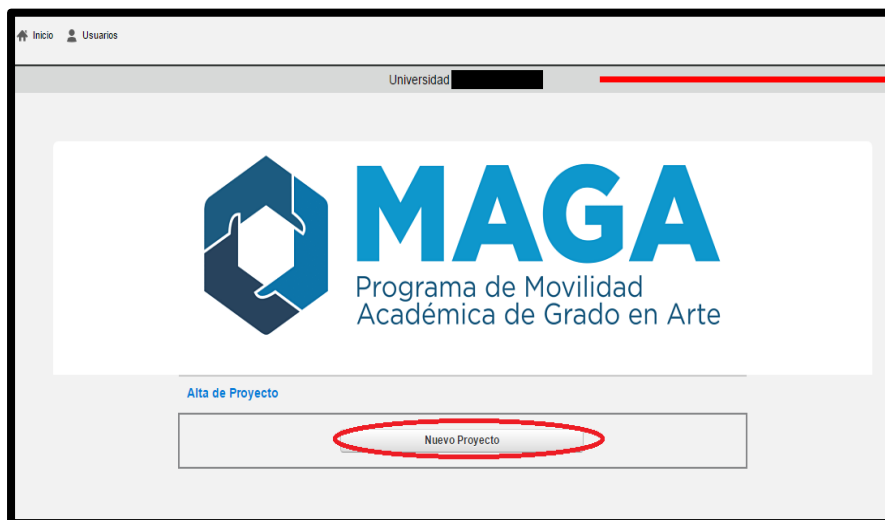 Inicio Usuarios
Universidad
MAGA
Programa de Movilidad
Académica de Grado en Arte
Alta de Proyecto
Nuevo Proyecto